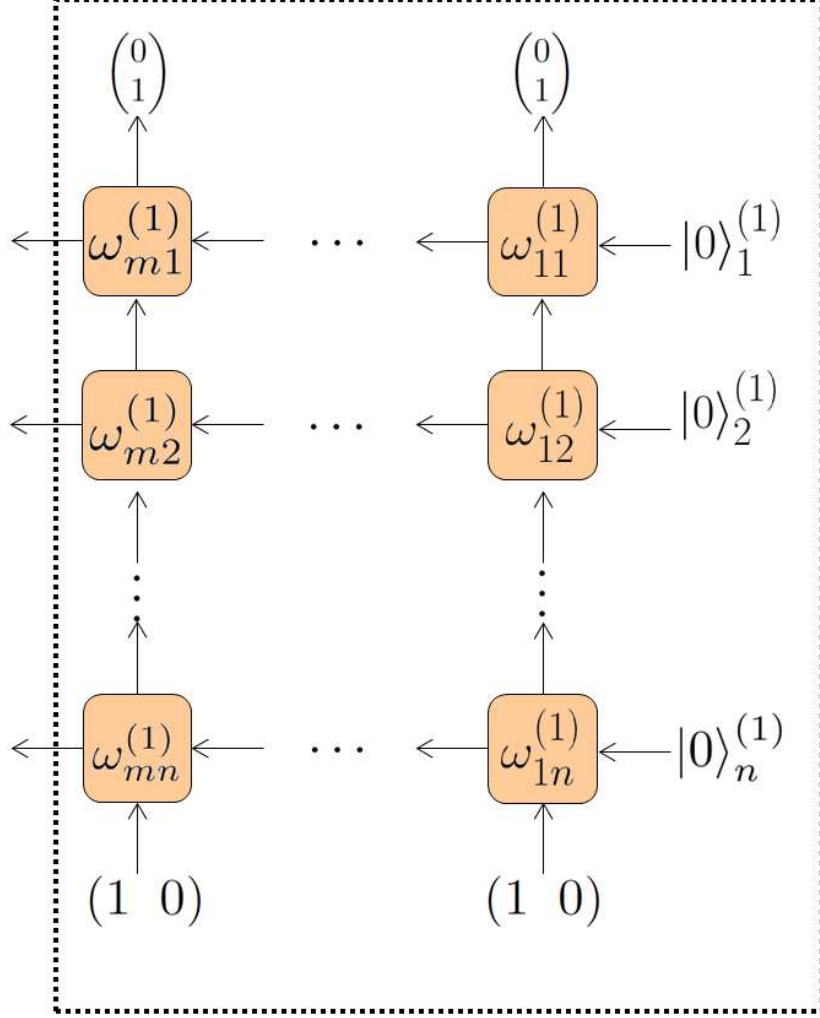 (0 1) (0 1)
ω_{m1}^{(1)} ··· ω_{11}^{(1)} |0⟩_1^{(1)}
ω_{m2}^{(1)} ··· ω_{12}^{(1)} |0⟩_2^{(1)}
⋮ ⋮
ω_{mn}^{(1)} ··· ω_{1n}^{(1)} |0⟩_n^{(1)}
(1 0) (1 0)